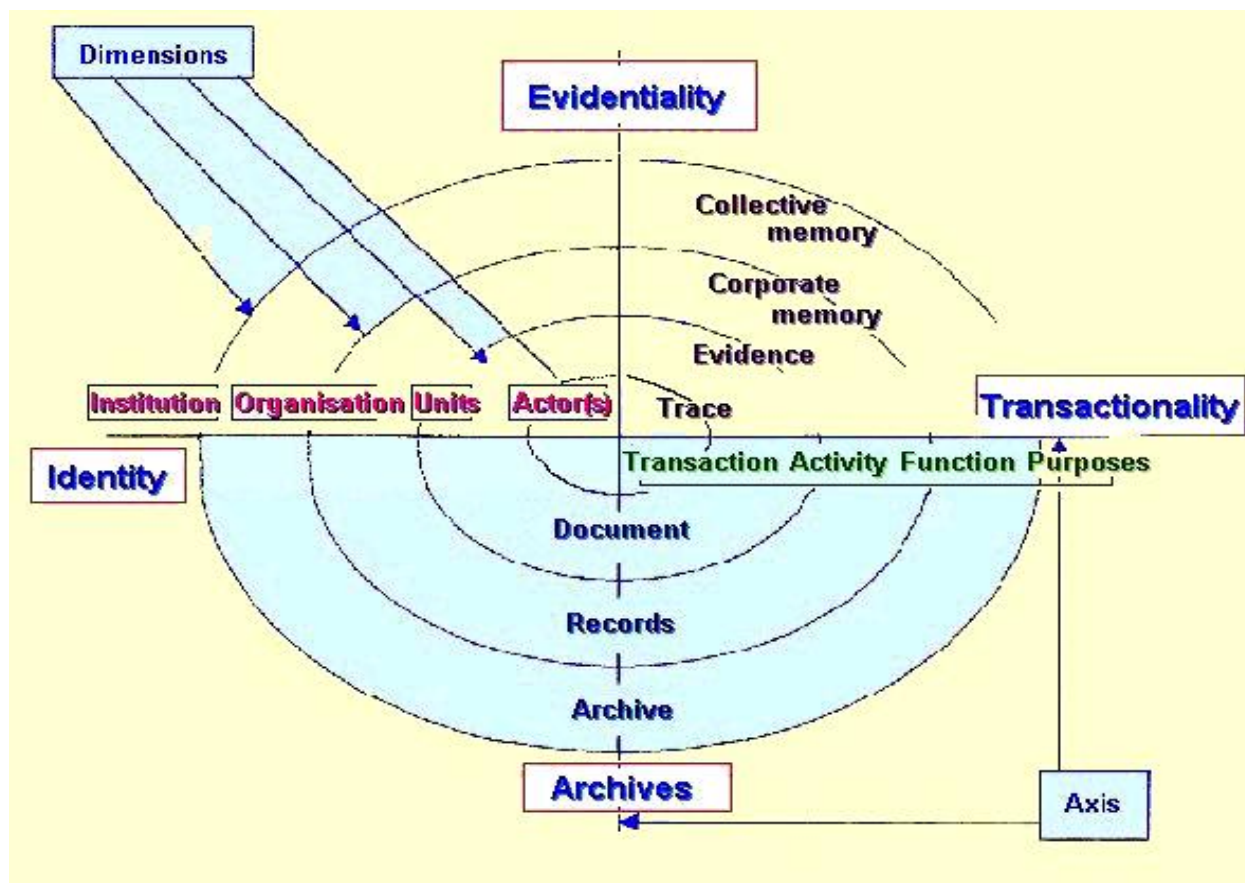 Dimensions
Evidentiality
Collective
memory
Corporate
memory
Evidence
Institution Organisation Units Actor(s)
Trace
Transactionality
Identity
Transaction Activity Function Purposes
Document
Records
Archive
Archives
Axis